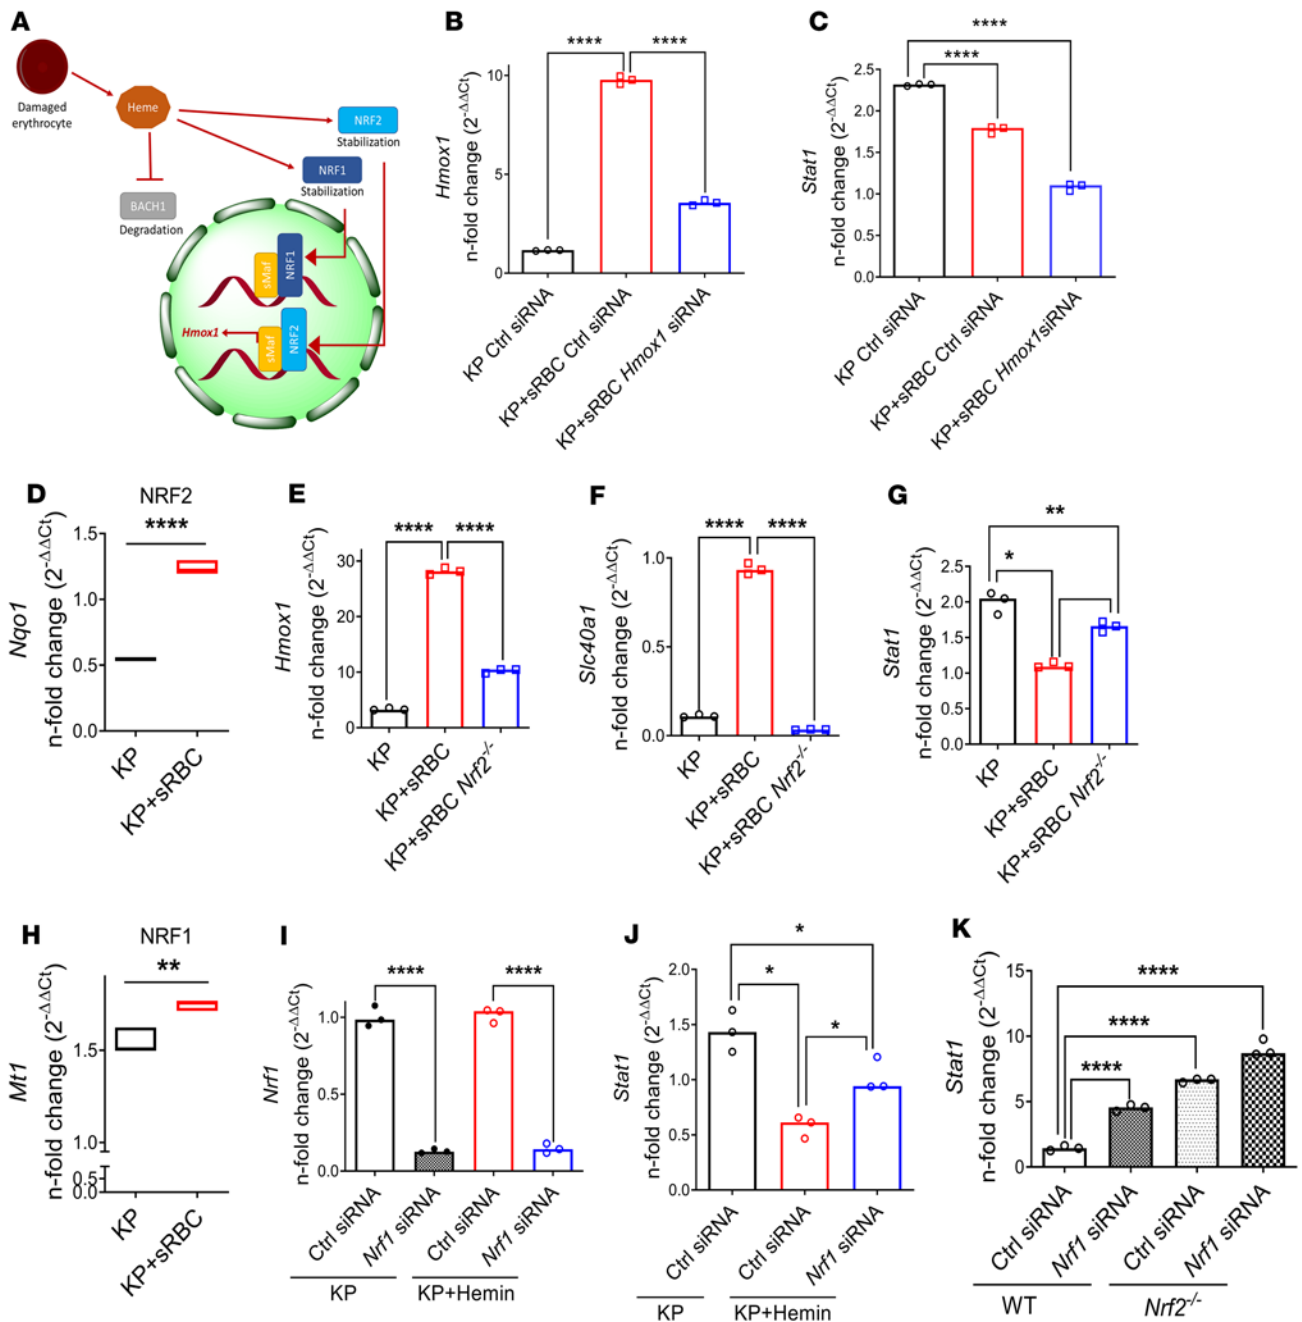 A
Damaged
erythrocyte
Heme
NRF2
Stabilization
NRF1
Stabilization
BACH1
Degradation
sMaf
NRF1
Hmox1
sMaf
NRF2
B
Hmox1
n-fold change (2^-ΔΔCt)
10
5
0
**** ****
KP Ctrl siRNA
KP+sRBC Ctrl siRNA
KP+sRBC Hmox1 siRNA
C
Stat1
n-fold change (2^-ΔΔCt)
2.5
2.0
1.5
1.0
0.5
0.0
****
****
KP Ctrl siRNA
KP+sRBC Ctrl siRNA
KP+sRBC Hmox1siRNA
D
NRF2
****
Nqo1
n-fold change (2^-ΔΔCt)
1.5
1.0
0.5
0.0
KP
KP+sRBC
E
Hmox1
n-fold change (2^-ΔΔCt)
30
20
10
0
**** ****
KP
KP+sRBC
KP+sRBC Nrf2-/-
F
Slc40a1
n-fold change (2^-ΔΔCt)
1.0
0.5
0.0
**** ****
KP
KP+sRBC
KP+sRBC Nrf2-/-
G
Stat1
n-fold change (2^-ΔΔCt)
2.5
2.0
1.5
1.0
0.5
0.0
**
*
KP
KP+sRBC
KP+sRBC Nrf2-/-
H
NRF1
**
Mt1
n-fold change (2^-ΔΔCt)
1.5
1.0
0.5
0.0
KP
KP+sRBC
I
Nrf1
n-fold change (2^-ΔΔCt)
1.0
0.5
0.0
**** ****
Ctrl siRNA
Nrf1 siRNA
Ctrl siRNA
Nrf1 siRNA
KP
KP+Hemin
J
Stat1
n-fold change (2^-ΔΔCt)
2.0
1.5
1.0
0.5
0.0
*
*
*
Ctrl siRNA
Ctrl siRNA
Nrf1 siRNA
KP
KP+Hemin
K
Stat1
n-fold change (2^-ΔΔCt)
15
10
5
0
****
****
****
Ctrl siRNA
Nrf1 siRNA
Ctrl siRNA
Nrf1 siRNA
WT
Nrf2-/-